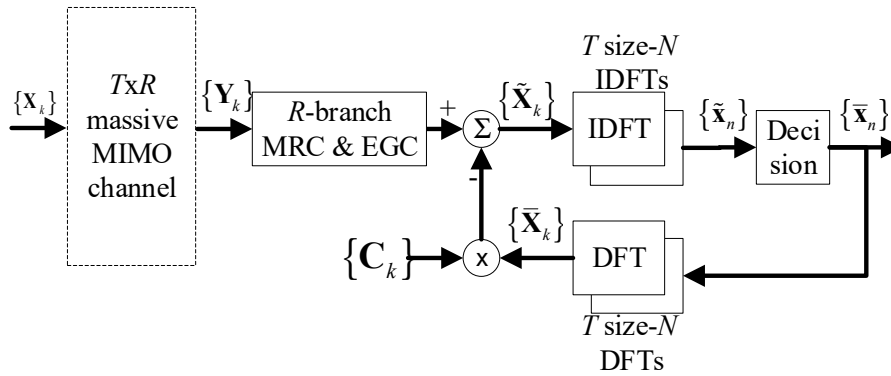 {X_k}
TxR
massive
MIMO
channel
{Y_k}
R-branch
MRC & EGC
+
Σ
-
{X̃_k}
T size-N
IDFTs
IDFT
{x̃_n}
Deci
sion
{x̄_n}
{C_k}
x
{X̄_k}
DFT
T size-N
DFTs